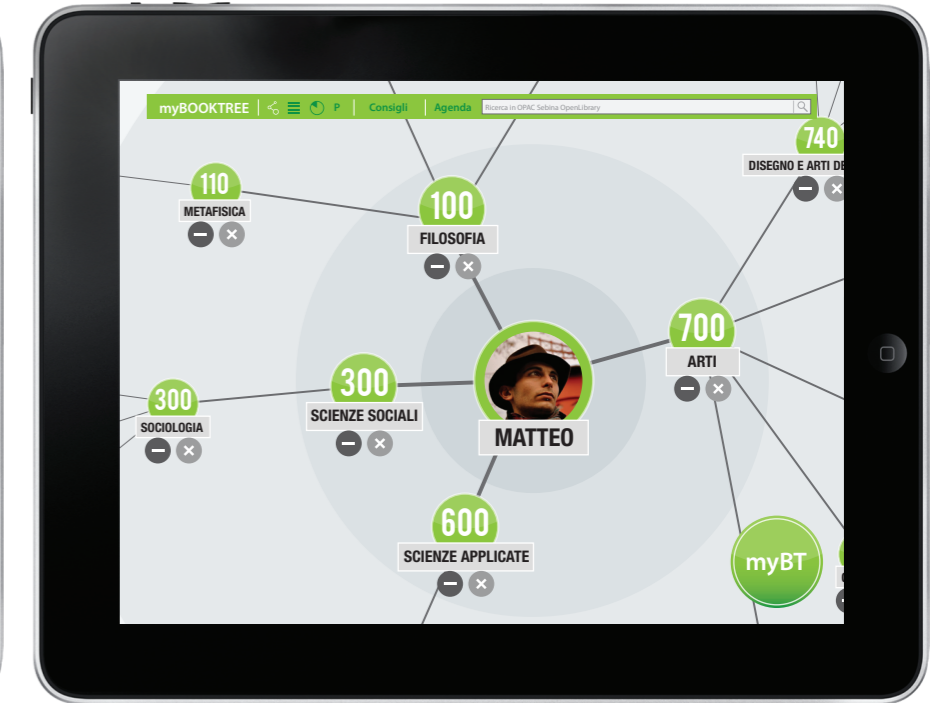 myBOOKTREE P Consigli Agenda Ricerca in OPAC Sebina OpenLibrary
740
DISEGNO E ARTI DE
110
METAFISICA
100
FILOSOFIA
700
ARTI
300
SCIENZE SOCIALI
300
SOCIOLOGIA
MATTEO
600
SCIENZE APPLICATE
myBT